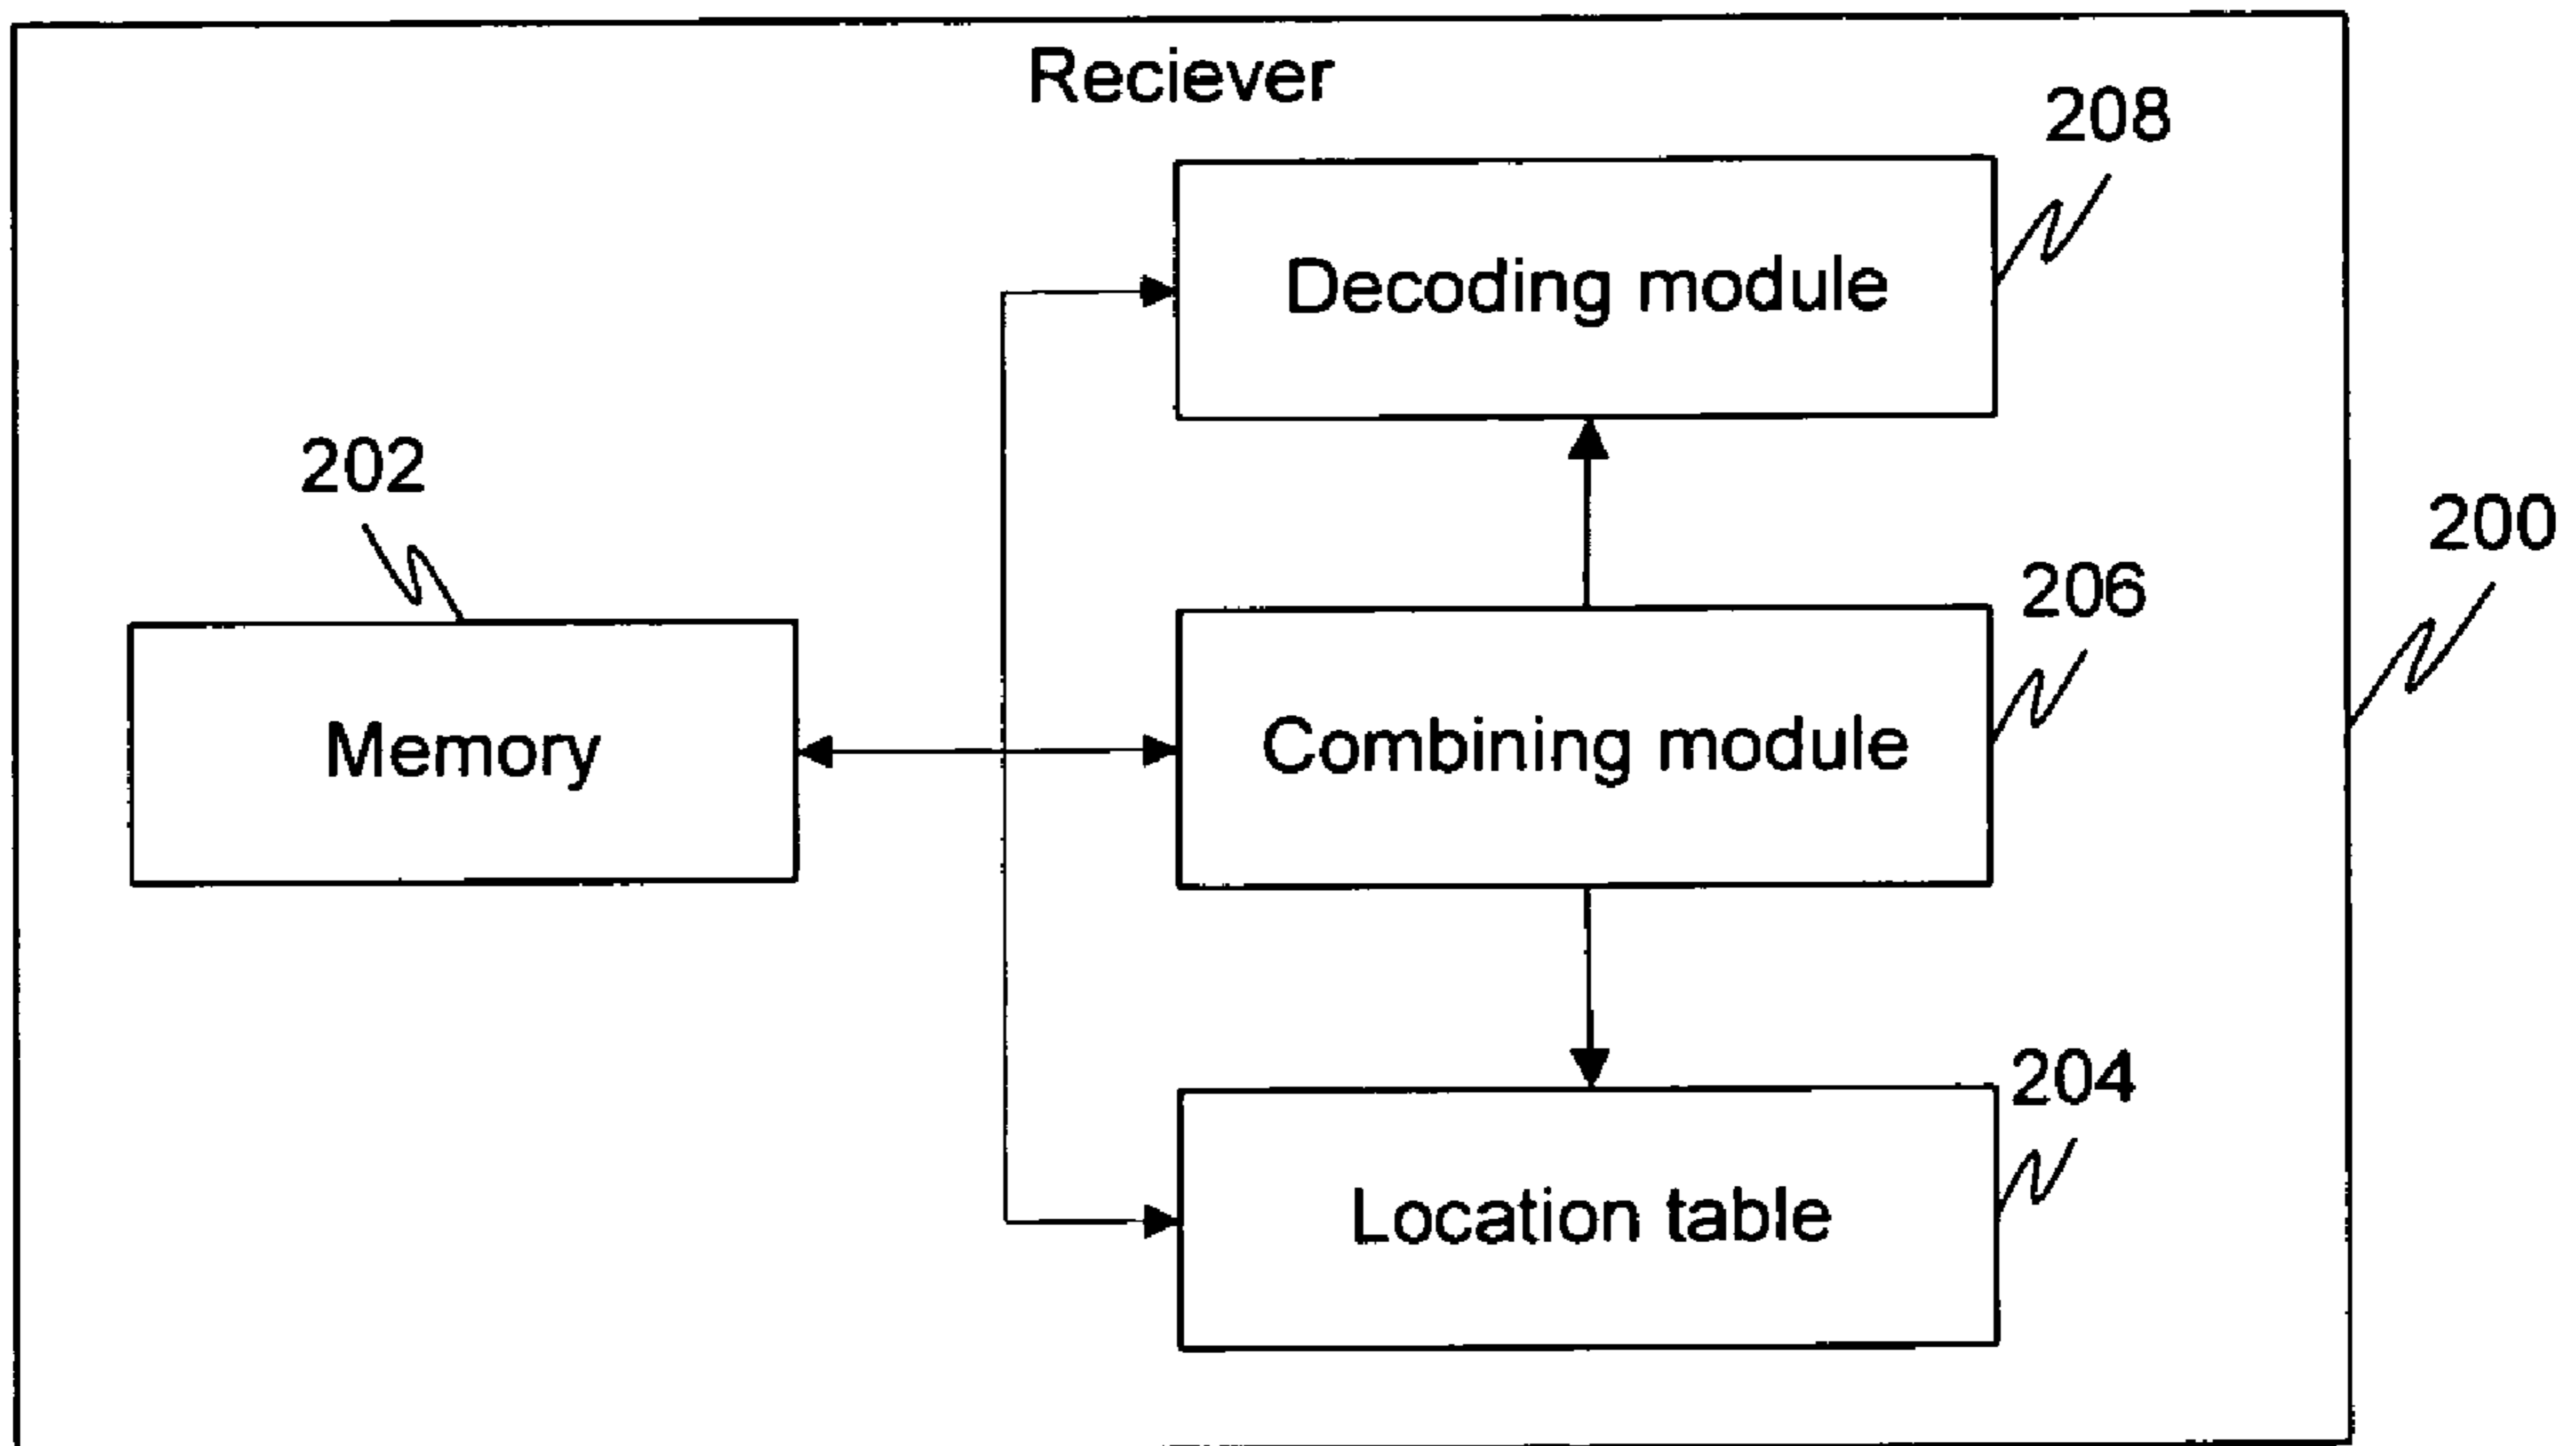 Reciever
208
Decoding module
202
200
206
Memory
Combining module
204
Location table